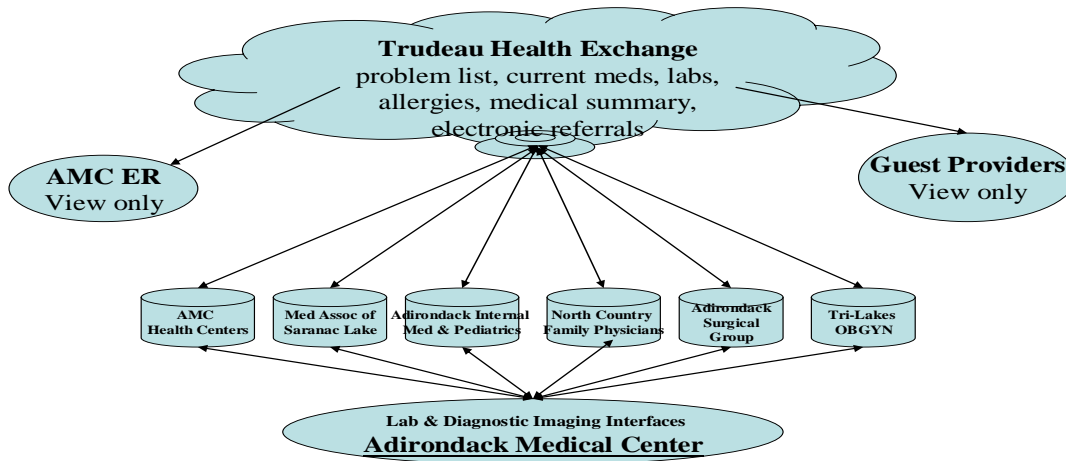 Trudeau Health Exchange
problem list, current meds, labs,
allergies, medical summary,
electronic referrals
AMC ER
View only
Guest Providers
View only
AMC
Health Centers
Med Assoc of
Saranac Lake
Adirondack Internal
Med & Pediatrics
North Country
Family Physicians
Adirondack
Surgical
Group
Tri-Lakes
OBGYN
Lab & Diagnostic Imaging Interfaces
Adirondack Medical Center